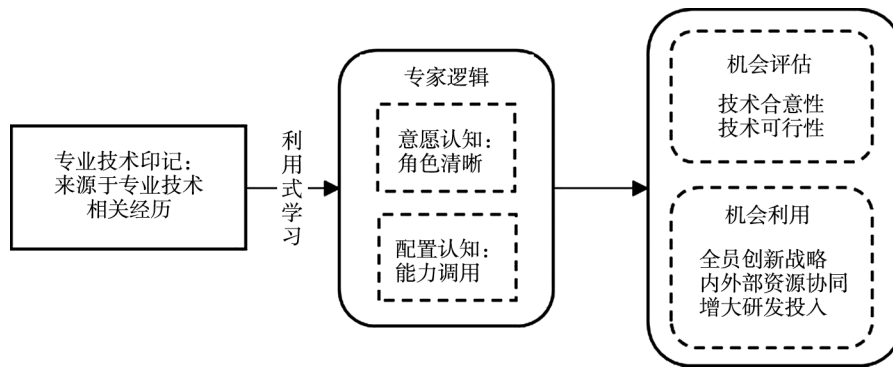 专业技术印记：
来源于专业技术
相关经历
利用式学习
专家逻辑
意愿认知：
角色清晰
配置认知：
能力调用
机会评估
技术合意性
技术可行性
机会利用
全员创新战略
内外部资源协同
增大研发投入